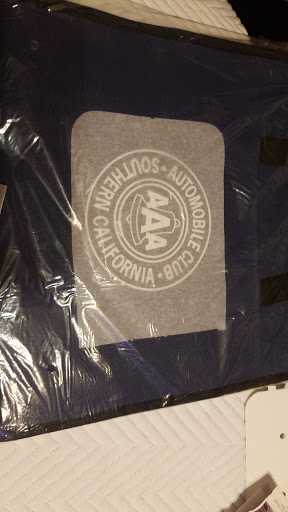 AUTOMOBILE CLUB
AAA
• SOUTHERN CALIFORNIA •